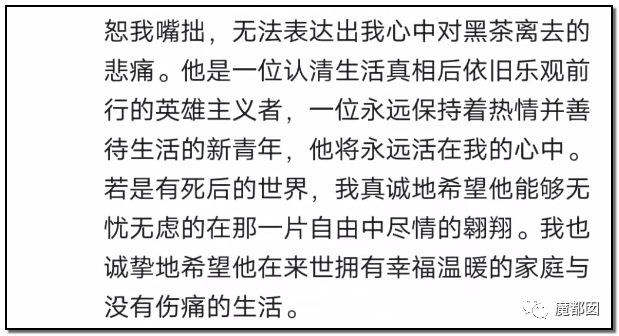 恕我嘴拙，无法表达出我心中对黑茶离去的
悲痛。他是一位认清生活真相后依旧乐观前
行的英雄主义者，一位永远保持着热情并善
待生活的新青年，他将永远活在我的心中。
若是有死后的世界，我真诚地希望他能够无
忧无虑的在那一片自由中尽情的翱翔。我也
诚挚地希望他在来世拥有幸福温暖的家庭与
没有伤痛的生活。
魔都囡